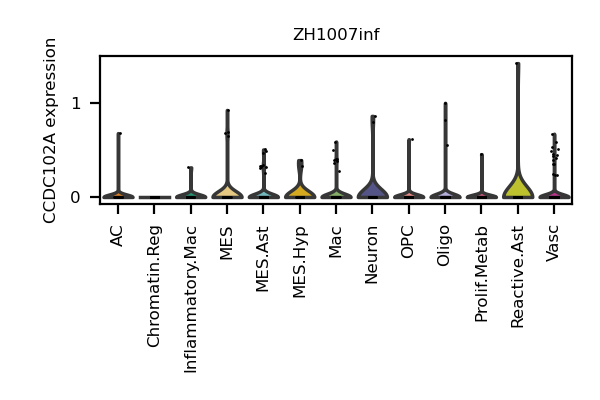 ZH1007inf
CCDC102A expression
1
0
AC
Chromatin.Reg
Inflammatory.Mac
MES
MES.Ast
MES.Hyp
Mac
Neuron
OPC
Oligo
Prolif.Metab
Reactive.Ast
Vasc